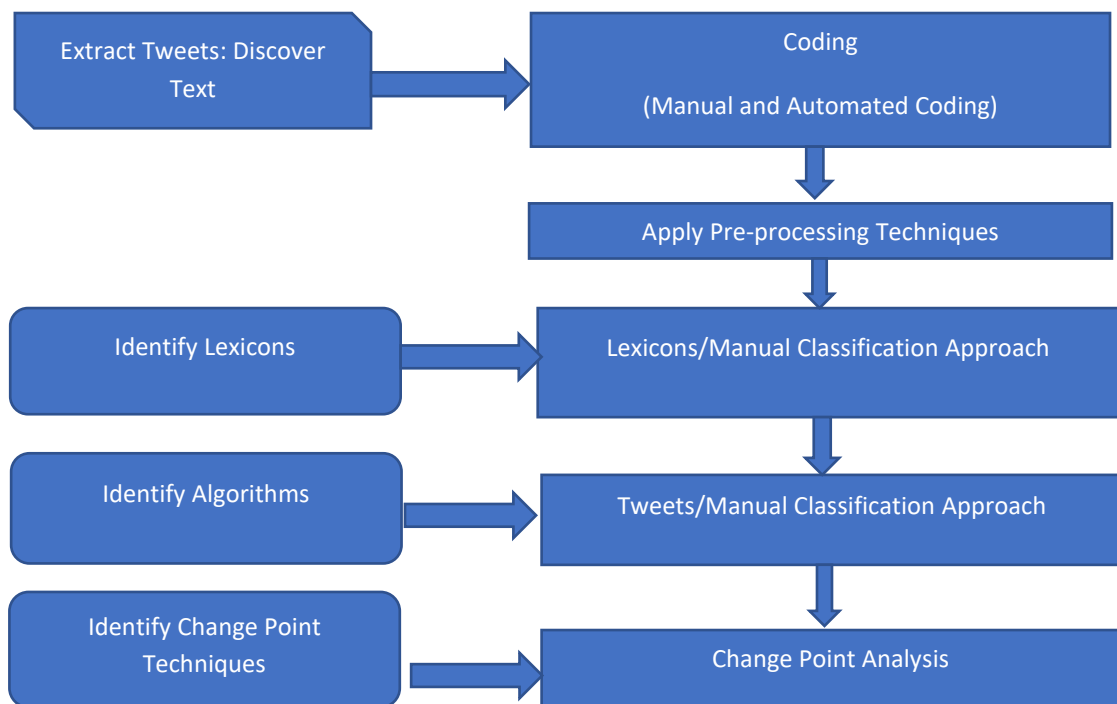 Extract Tweets: Discover
Text
Coding
(Manual and Automated Coding)
Apply Pre-processing Techniques
Identify Lexicons
Lexicons/Manual Classification Approach
Identify Algorithms
Tweets/Manual Classification Approach
Identify Change Point
Techniques
Change Point Analysis